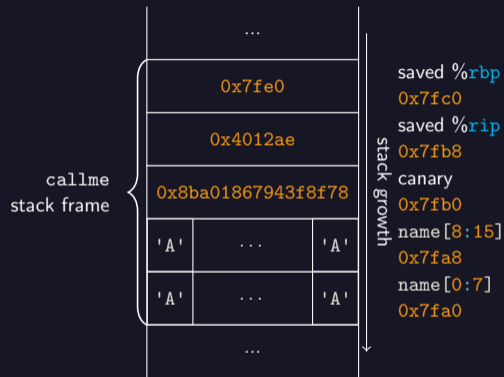 ...
saved %rbp
0x7fe0
0x7fc0
saved %rip
0x4012ae
0x7fb8
callme
stack frame
0x8ba01867943f8f78
canary
0x7fb0
stack growth
'A' ... 'A'
name[8:15]
0x7fa8
'A' ... 'A'
name[0:7]
0x7fa0
...